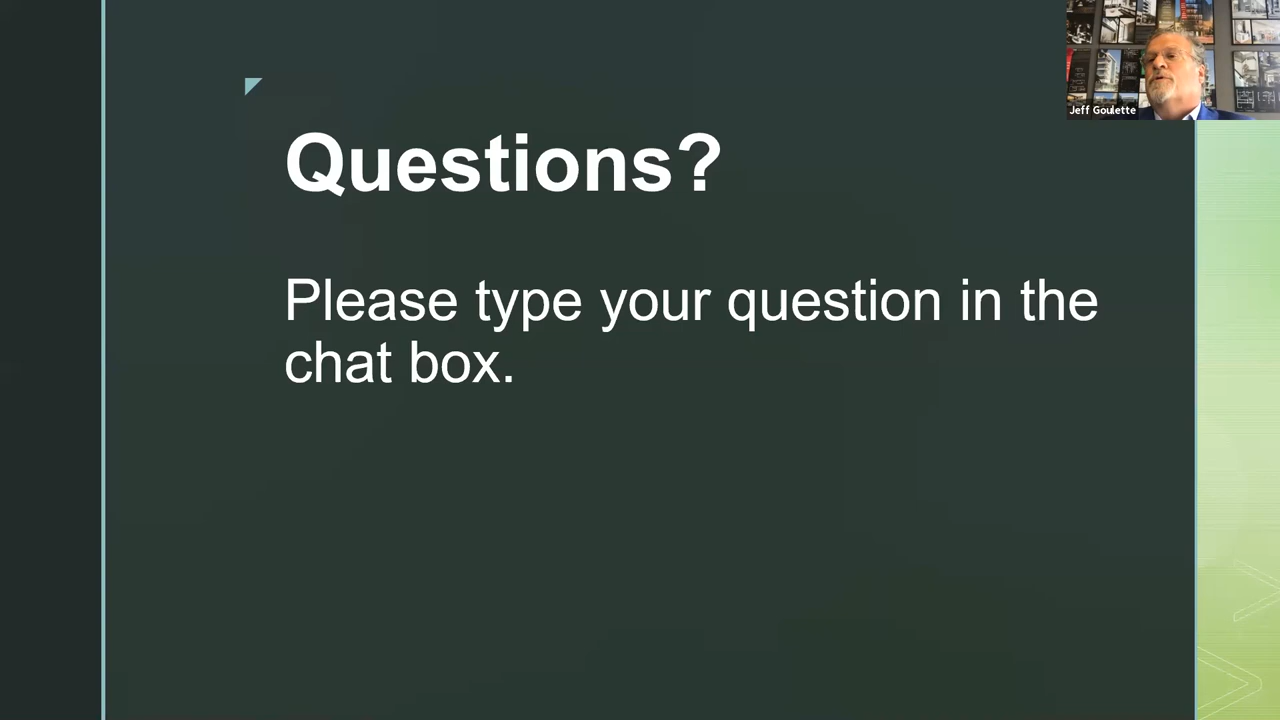 Jeff Goulette
Questions?
Please type your question in the
chat box.